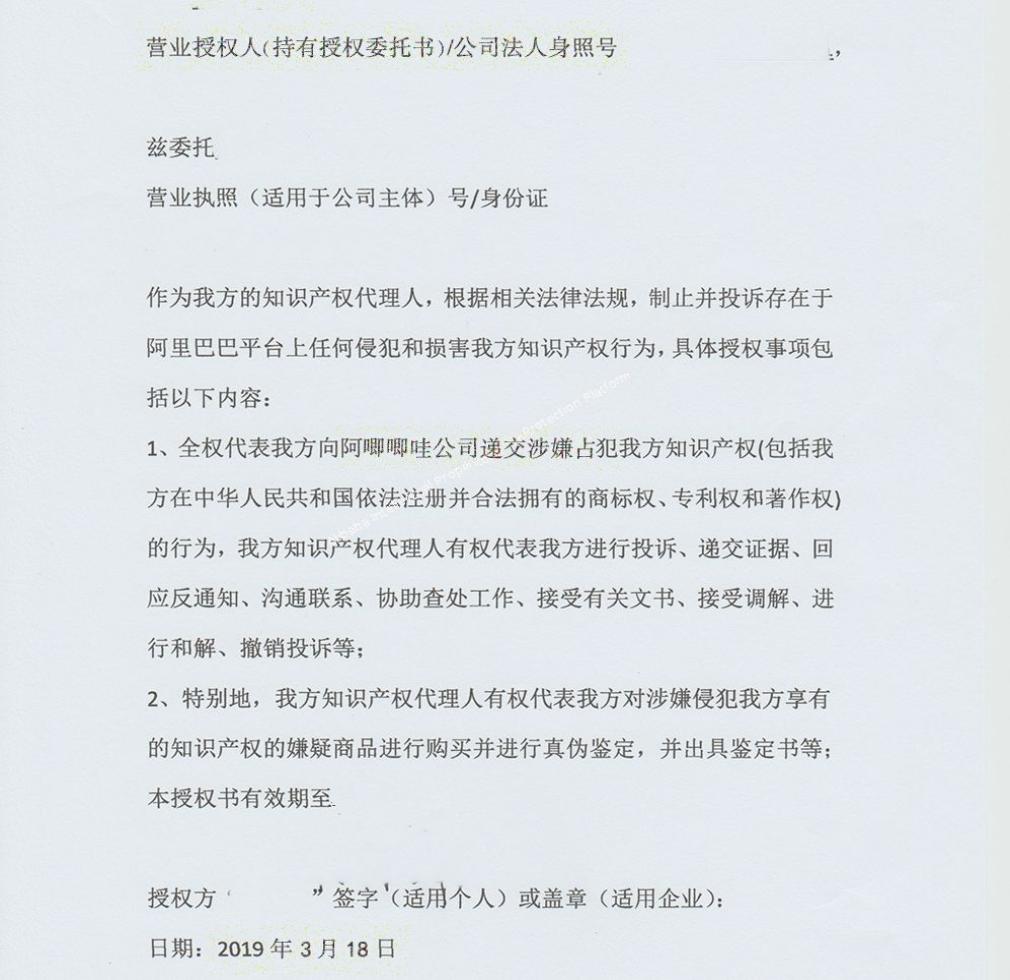 营业授权人(持有授权委托书)/公司法人身照号
,
兹委托
营业执照（适用于公司主体）号/身份证
作为我方的知识产权代理人，根据相关法律法规，制止并投诉存在于
阿里巴巴平台上任何侵犯和损害我方知识产权行为，具体授权事项包
括以下内容：
1、全权代表我方向阿唧唧哇公司递交涉嫌占犯我方知识产权(包括我
方在中华人民共和国依法注册并合法拥有的商标权、专利权和著作权)
的行为，我方知识产权代理人有权代表我方进行投诉、递交证据、回
应反通知、沟通联系、协助查处工作、接受有关文书、接受调解、进
行和解、撤销投诉等；
2、特别地，我方知识产权代理人有权代表我方对涉嫌侵犯我方享有
的知识产权的嫌疑商品进行购买并进行真伪鉴定，并出具鉴定书等；
本授权书有效期至
授权方 ” 签字（适用个人）或盖章（适用企业）：
日期：2019 年 3 月 18 日
Protection Platform